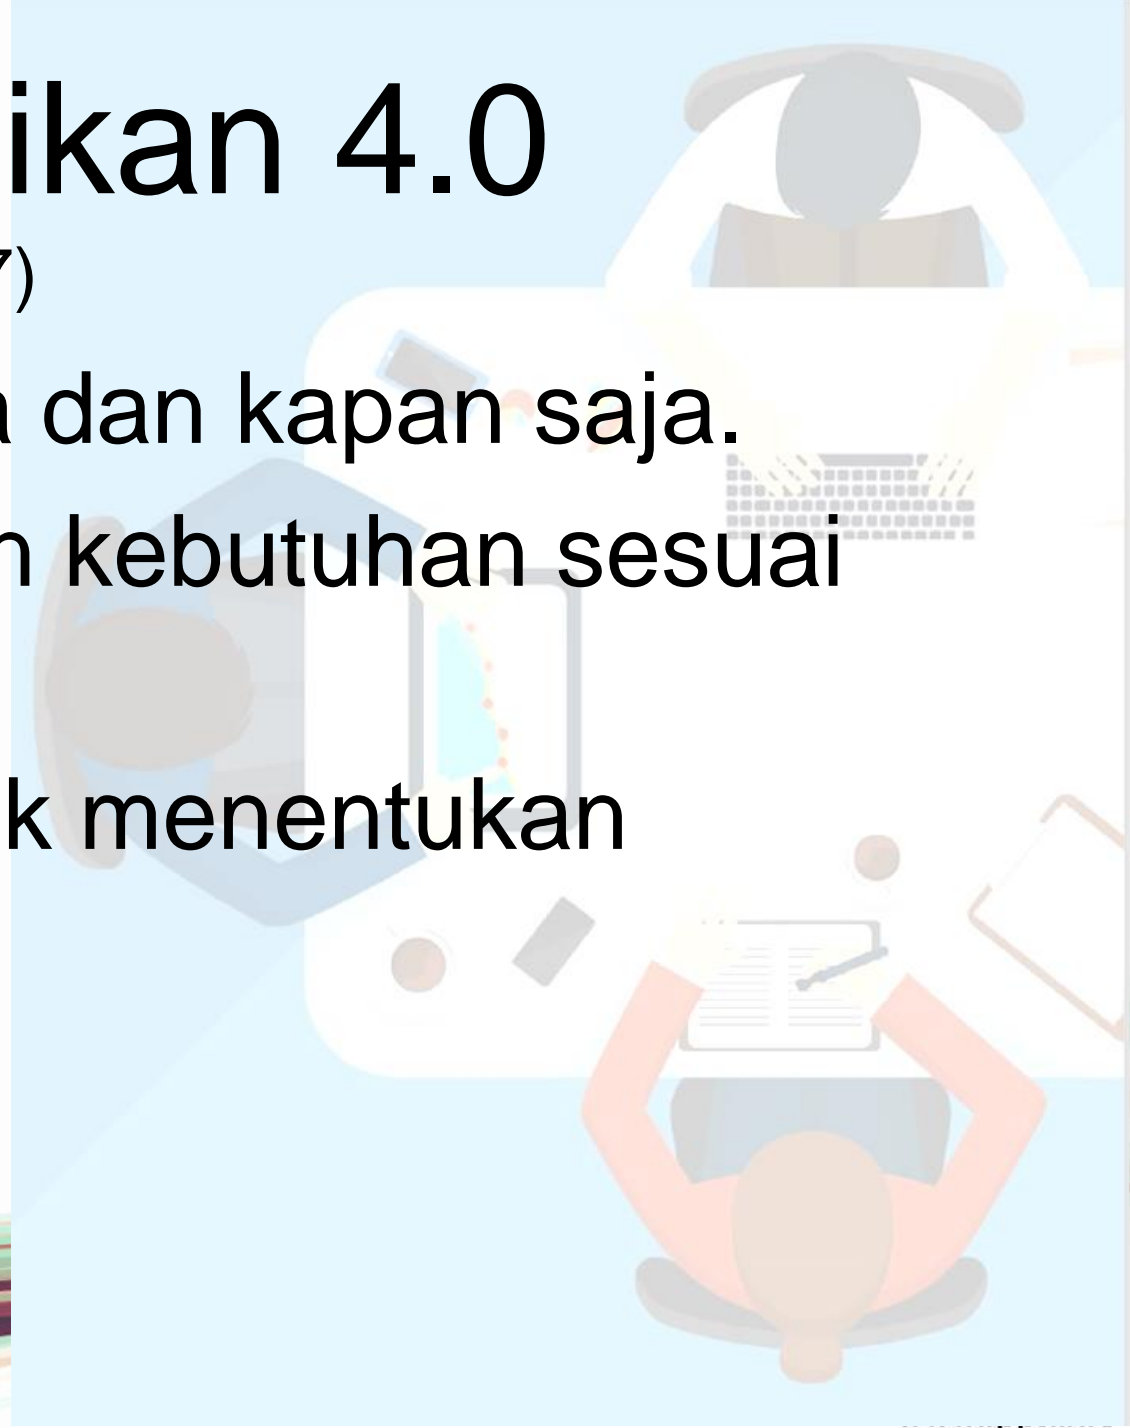 ikan 4.0
7)
a dan kapan saja.
n kebutuhan sesuai
k menentukan